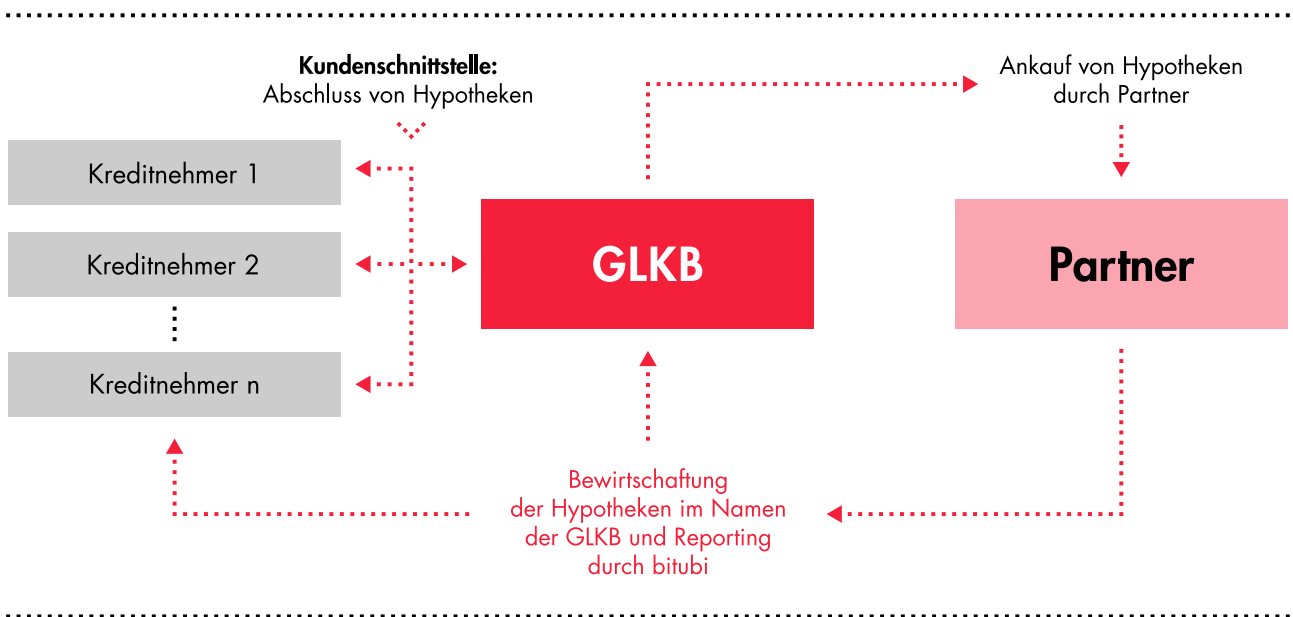 Kundenschnittstelle:
Abschluss von Hypotheken
Ankauf von Hypotheken
durch Partner
Kreditnehmer 1
Kreditnehmer 2
Kreditnehmer n
GLKB
Partner
Bewirtschaftung
der Hypotheken im Namen
der GLKB und Reporting
durch bitubi